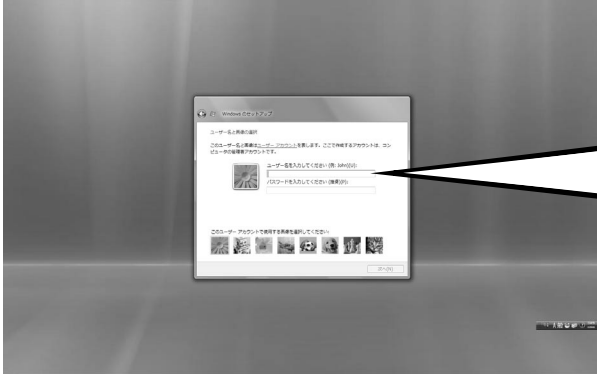 Windows のセットアップ
ユーザー名と画像の選択
このユーザー名と画像はユーザー アカウントを表します。ここで作成するアカウントは、コン
ピュータの管理者アカウントです。
ユーザー名を入力してください (例: John)(U):
パスワードを入力してください (推奨)(P):
このユーザー アカウントで使用する画像を選択してください:
次へ(N)